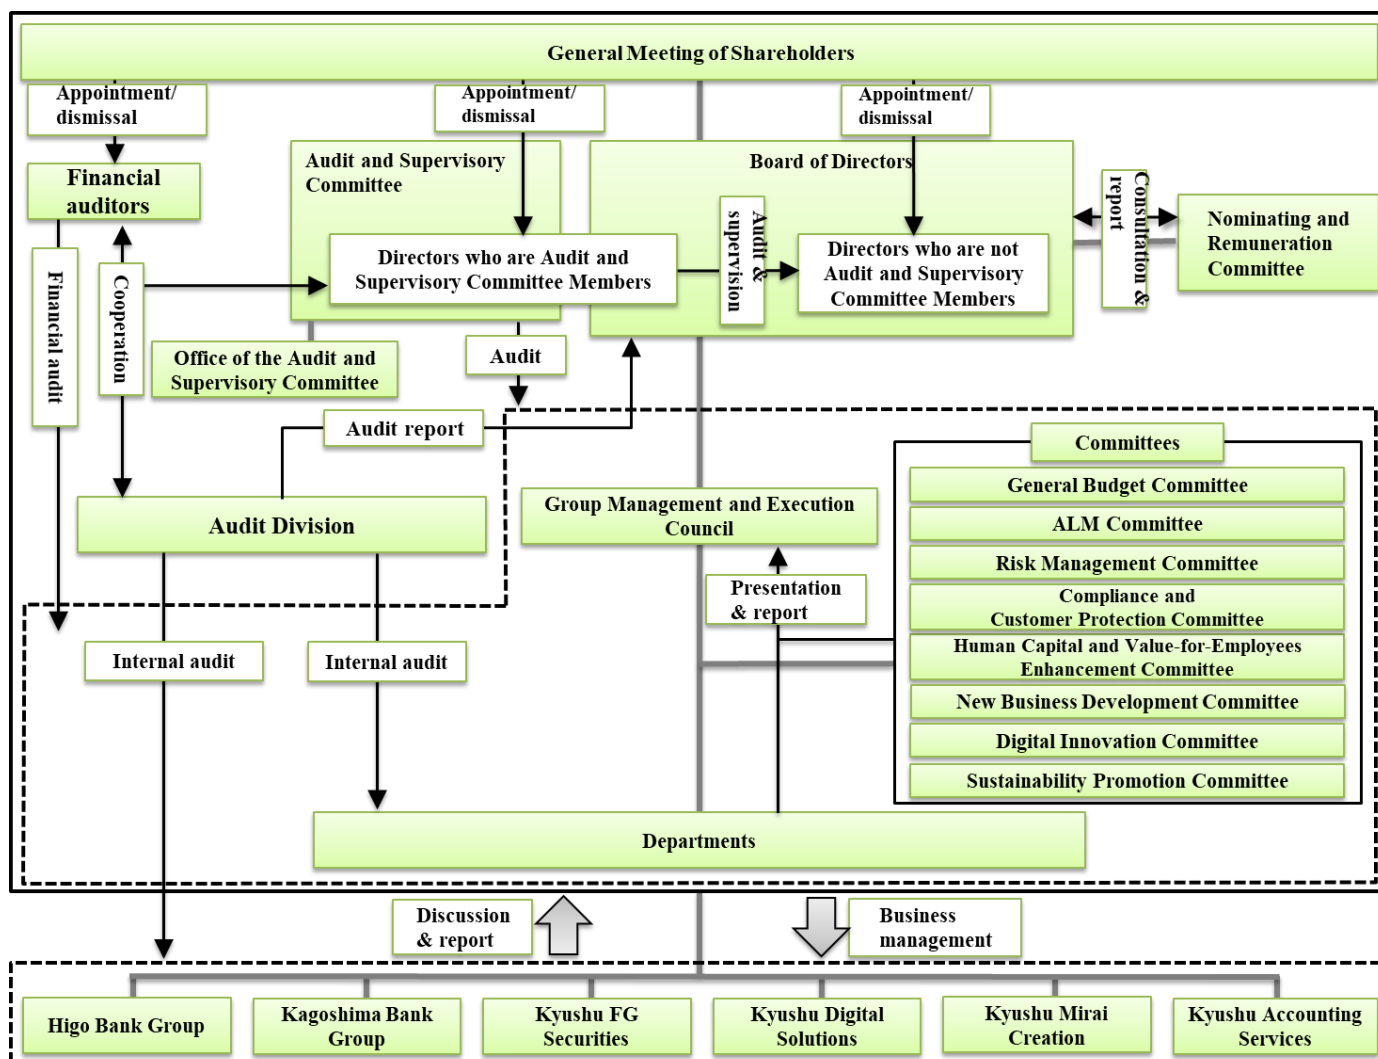 General Meeting of Shareholders
Appointment/
dismissal
Appointment/
dismissal
Appointment/
dismissal
Financial
auditors
Audit and Supervisory
Committee
Board of Directors
Directors who are Audit and
Supervisory Committee Members
Audit &
supervision
Directors who are not
Audit and Supervisory
Committee Members
Consultation &
report
Nominating and
Remuneration
Committee
Financial audit
Cooperation
Office of the Audit and
Supervisory Committee
Audit
Audit report
Audit Division
Group Management and Execution
Council
Presentation
& report
Committees
General Budget Committee
ALM Committee
Risk Management Committee
Compliance and
Customer Protection Committee
Human Capital and Value-for-Employees
Enhancement Committee
New Business Development Committee
Digital Innovation Committee
Sustainability Promotion Committee
Internal audit
Internal audit
Departments
Discussion
& report
Business
management
Higo Bank Group
Kagoshima Bank
Group
Kyushu FG
Securities
Kyushu Digital
Solutions
Kyushu Mirai
Creation
Kyushu Accounting
Services